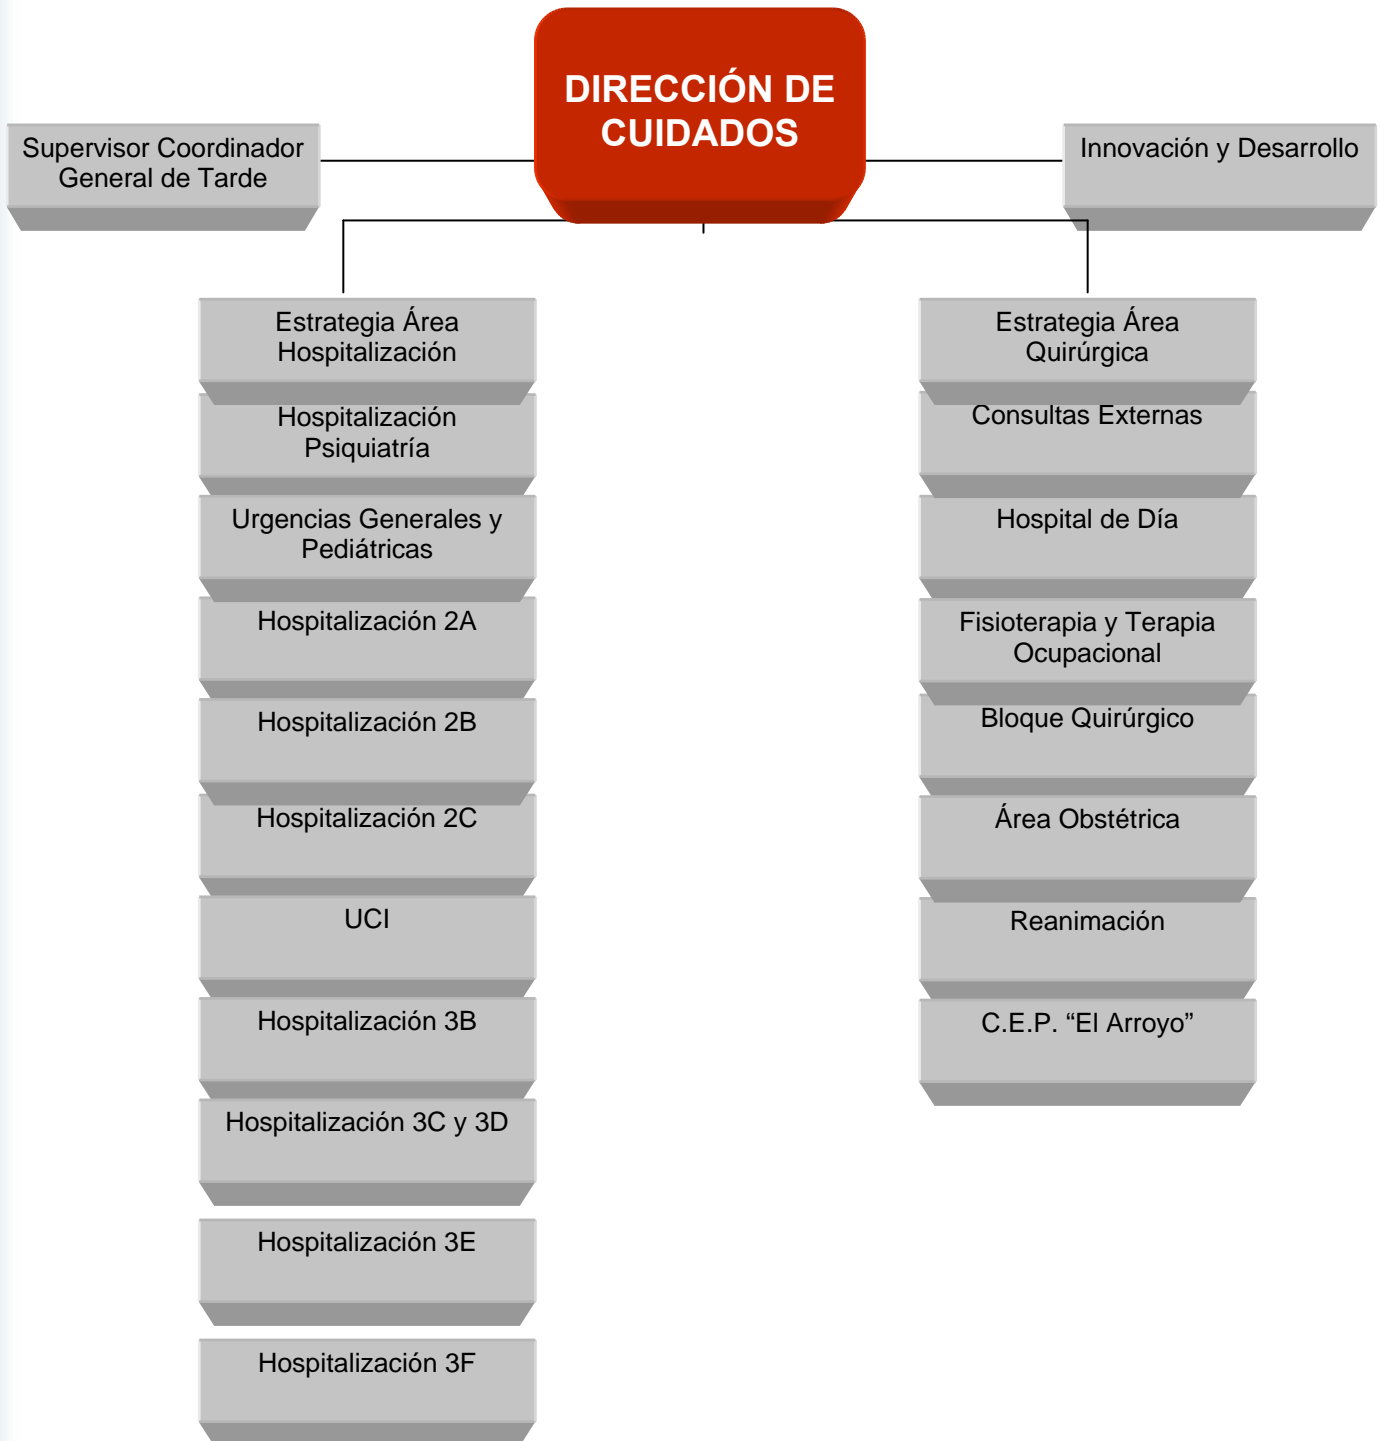 DIRECCIÓN DE
CUIDADOS
Supervisor Coordinador
General de Tarde
Innovación y Desarrollo
Estrategia Área
Hospitalización
Hospitalización
Psiquiatría
Urgencias Generales y
Pediátricas
Hospitalización 2A
Hospitalización 2B
Hospitalización 2C
UCI
Hospitalización 3B
Hospitalización 3C y 3D
Hospitalización 3E
Hospitalización 3F
Estrategia Área
Quirúrgica
Consultas Externas
Hospital de Día
Fisioterapia y Terapia
Ocupacional
Bloque Quirúrgico
Área Obstétrica
Reanimación
C.E.P. “El Arroyo”